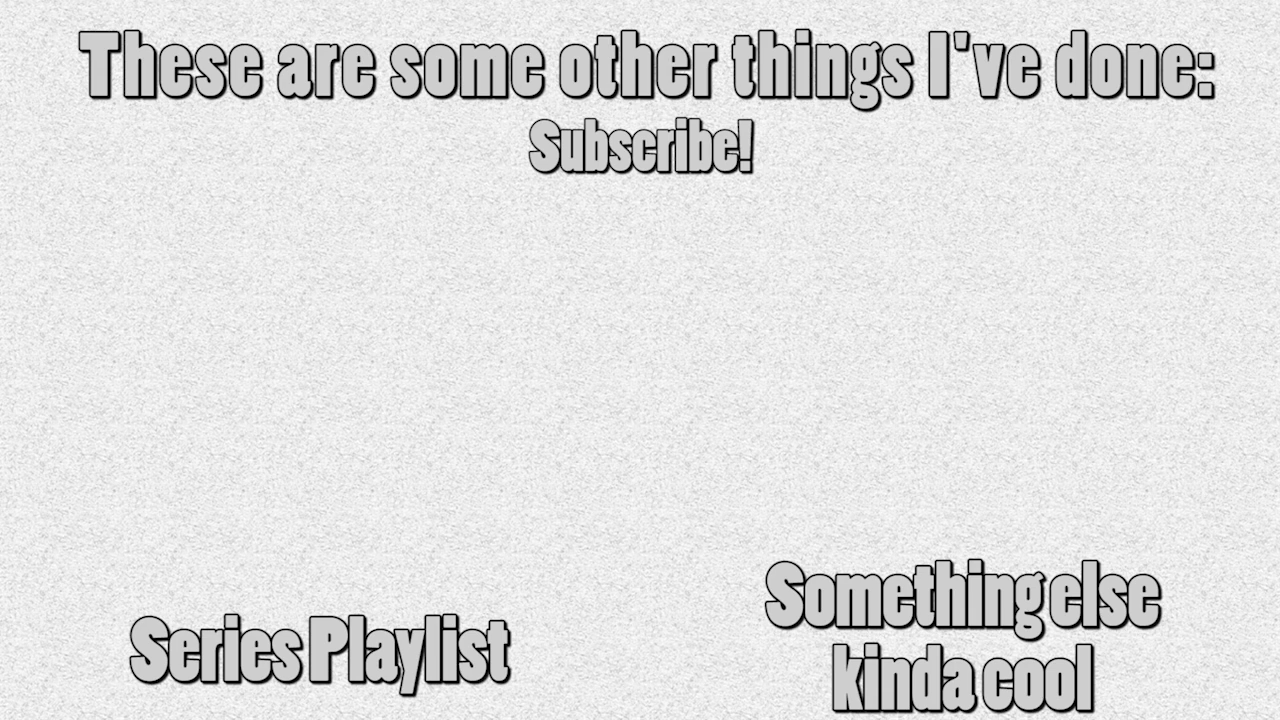 These are some other things I've done:
Subscribe!
Series Playlist
Something else
kinda cool